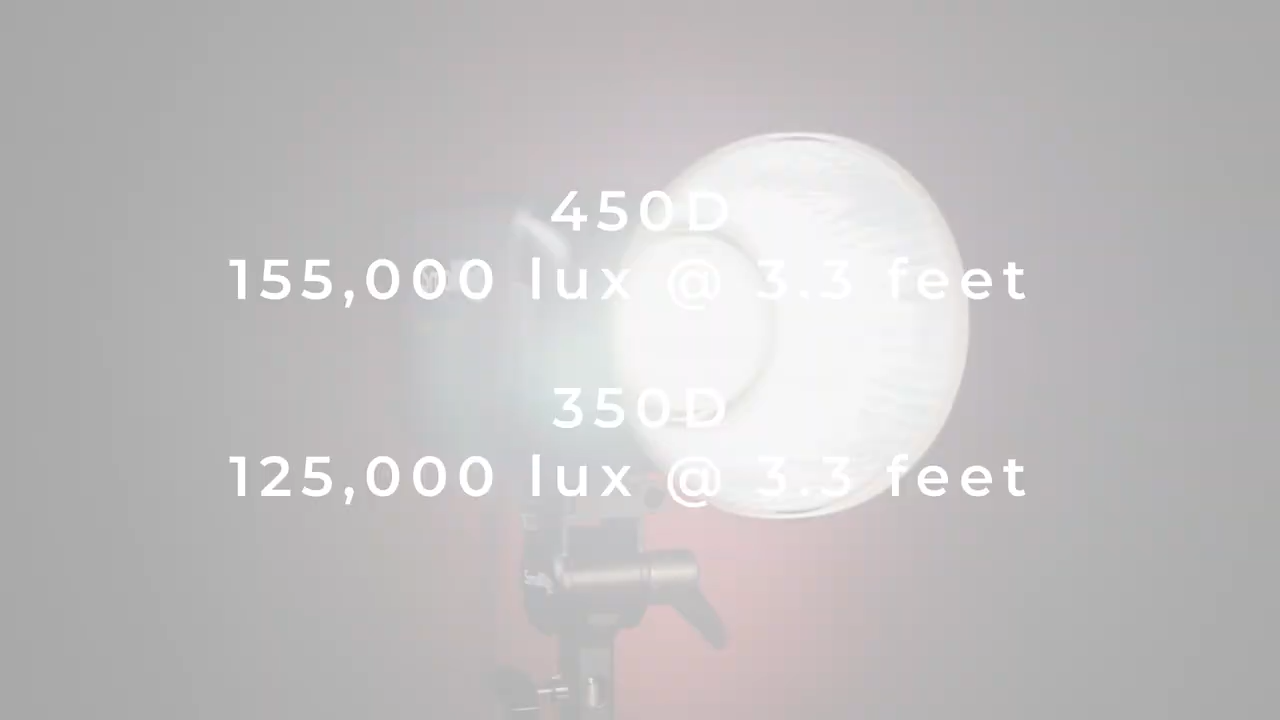 450D
155,000 lux @ 3.3 feet
350D
125,000 lux @ 3.3 feet